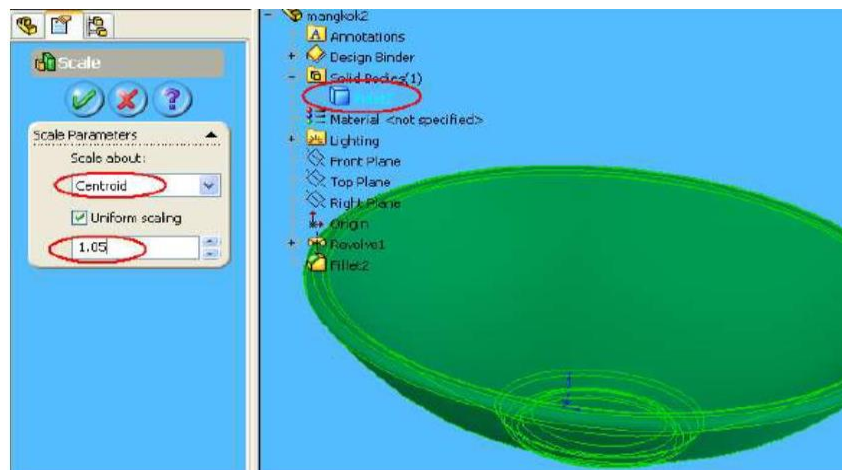 Scale
?
Scale Parameters
Scale about:
Centroid
Uniform scaling
1.05
mangkok2
A Annotations
Design Binder
Solid Bodies(1)
Material <not specified>
Lighting
Front Plane
Top Plane
Right Plane
Origin
Revolve1
Fillet2